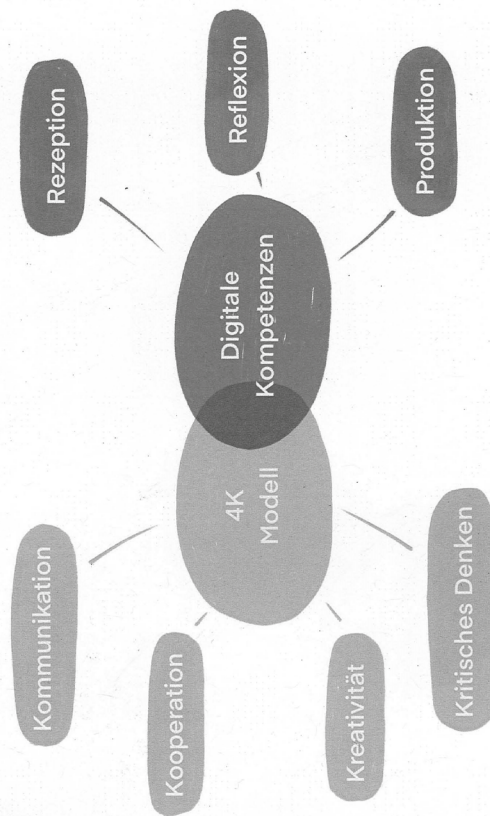 Kommunikation
Kooperation
Kreativität
Kritisches Denken
4K
Modell
Digitale
Kompetenzen
Rezeption
Reflexion
Produktion